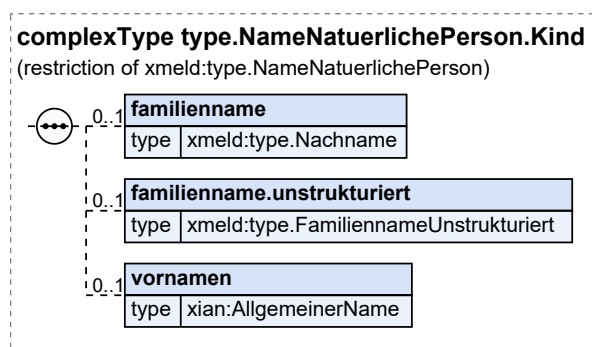 complexType type.NameNatuerlichePerson.Kind
(restriction of xmeld:type.NameNatuerlichePerson)
0..1 familienname
type xmeld:type.Nachname
0..1 familienname.unstrukturiert
type xmeld:type.FamiliennameUnstrukturiert
0..1 vornamen
type xian:AllgemeinerName